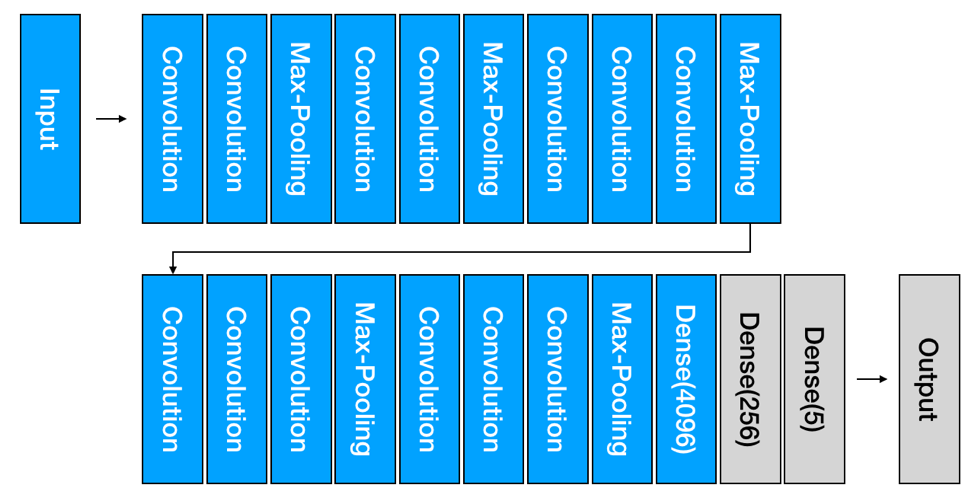 Input
Convolution
Convolution
Max-Pooling
Convolution
Convolution
Max-Pooling
Convolution
Convolution
Convolution
Max-Pooling
Convolution
Convolution
Convolution
Max-Pooling
Convolution
Convolution
Convolution
Max-Pooling
Dense(4096)
Dense(256)
Dense(5)
Output